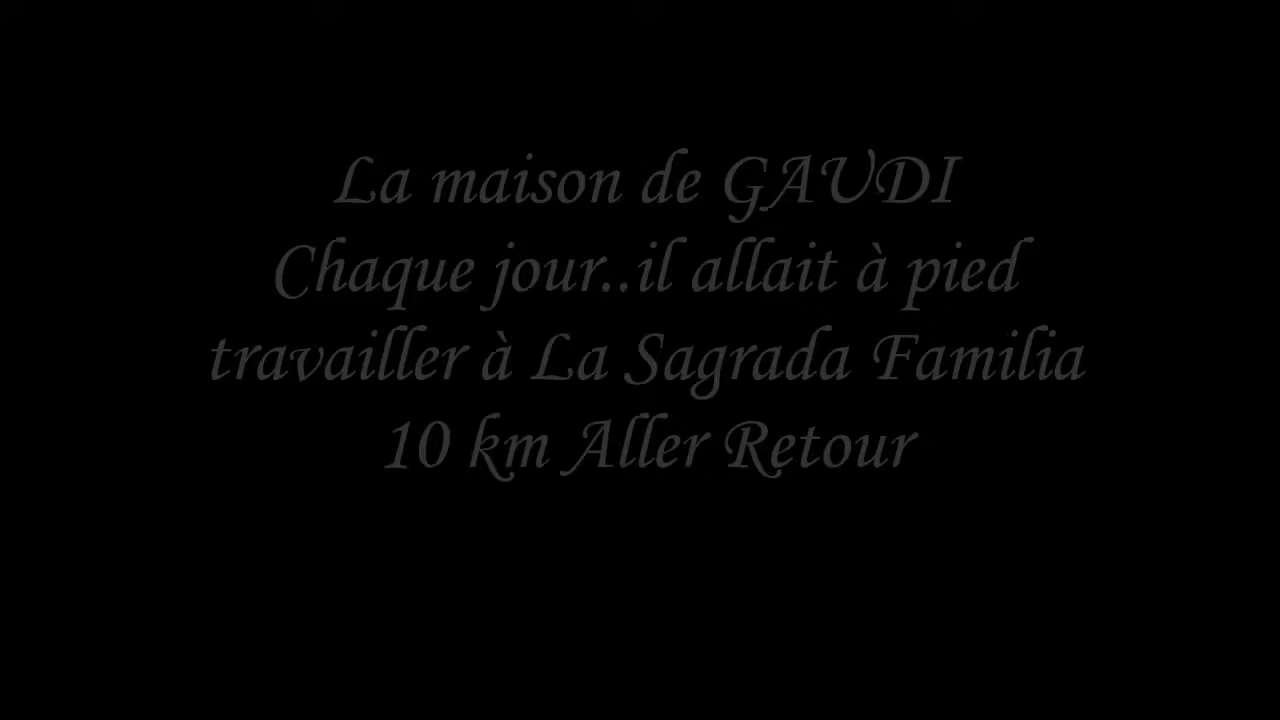 La maison de GAUDI
Chaque jour..il allait à pied
travailler à La Sagrada Familia
10 km Aller Retour